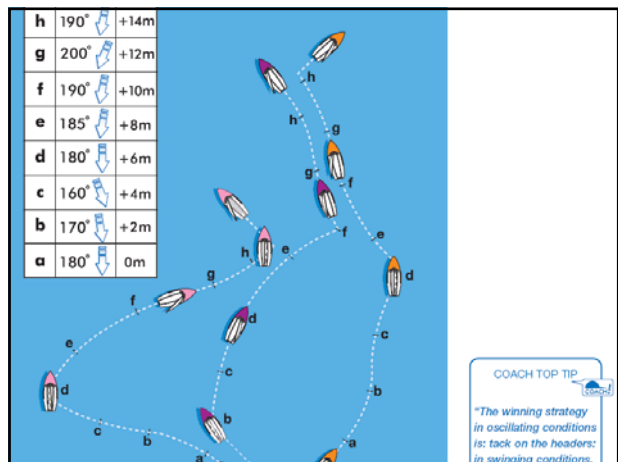 h 190° +14m
g 200° +12m
f 190° +10m
e 185° +8m
d 180° +6m
c 160° +4m
b 170° +2m
a 180° 0m
h
h
g
g
f
f
e
d
h
e
g
f
d
e
c
c
d
b
b
c
b
a
a
COACH TOP TIP
COACH!
"The winning strategy
in oscillating conditions
is: tack on the headers:
in swinging conditions,